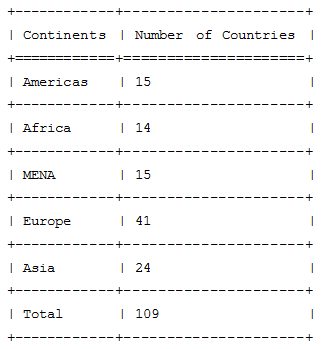 +------------+---------------------+
| Continents | Number of Countries |
+============+=====================+
| Americas | 15 |
+------------+---------------------+
| Africa | 14 |
+------------+---------------------+
| MENA | 15 |
+------------+---------------------+
| Europe | 41 |
+------------+---------------------+
| Asia | 24 |
+------------+---------------------+
| Total | 109 |
+------------+---------------------+